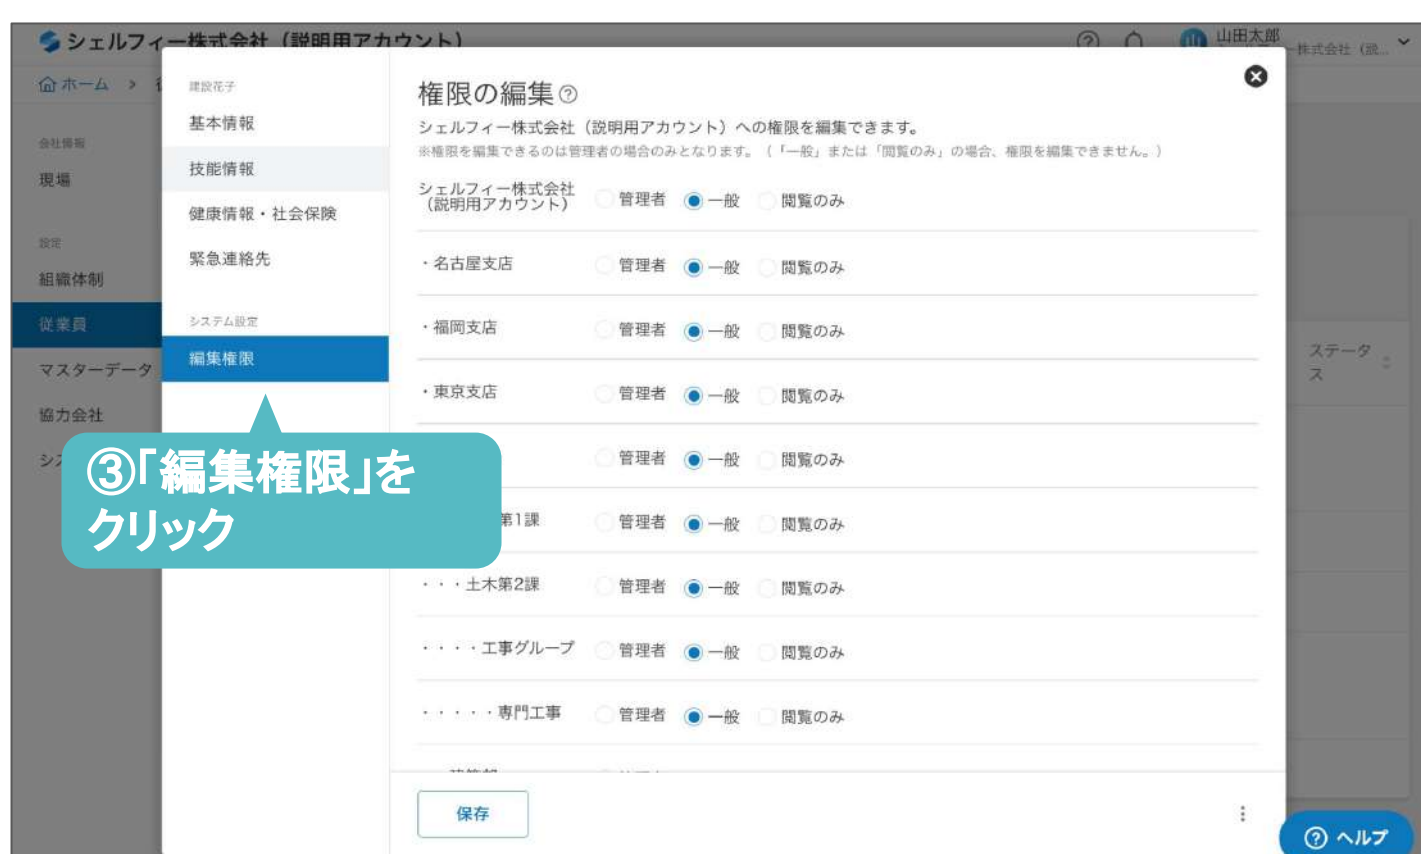 シェルフィー株式会社（説明用アカウント）
山田太郎
株式会社（説...
ホーム
会社情報
現場
設定
組織体制
従業員
マスターデータ
協力会社
建設花子
基本情報
技能情報
健康情報・社会保険
緊急連絡先
システム設定
編集権限
③「編集権限」を
クリック
権限の編集
シェルフィー株式会社（説明用アカウント）への権限を編集できます。
※権限を編集できるのは管理者の場合のみとなります。（「一般」または「閲覧のみ」の場合、権限を編集できません。）
シェルフィー株式会社
（説明用アカウント） 管理者 一般 閲覧のみ
・名古屋支店 管理者 一般 閲覧のみ
・福岡支店 管理者 一般 閲覧のみ
・東京支店 管理者 一般 閲覧のみ
管理者 一般 閲覧のみ
第1課 管理者 一般 閲覧のみ
・・・土木第2課 管理者 一般 閲覧のみ
・・・・工事グループ 管理者 一般 閲覧のみ
・・・・・専門工事 管理者 一般 閲覧のみ
保存
ステータ
ス
ヘルプ